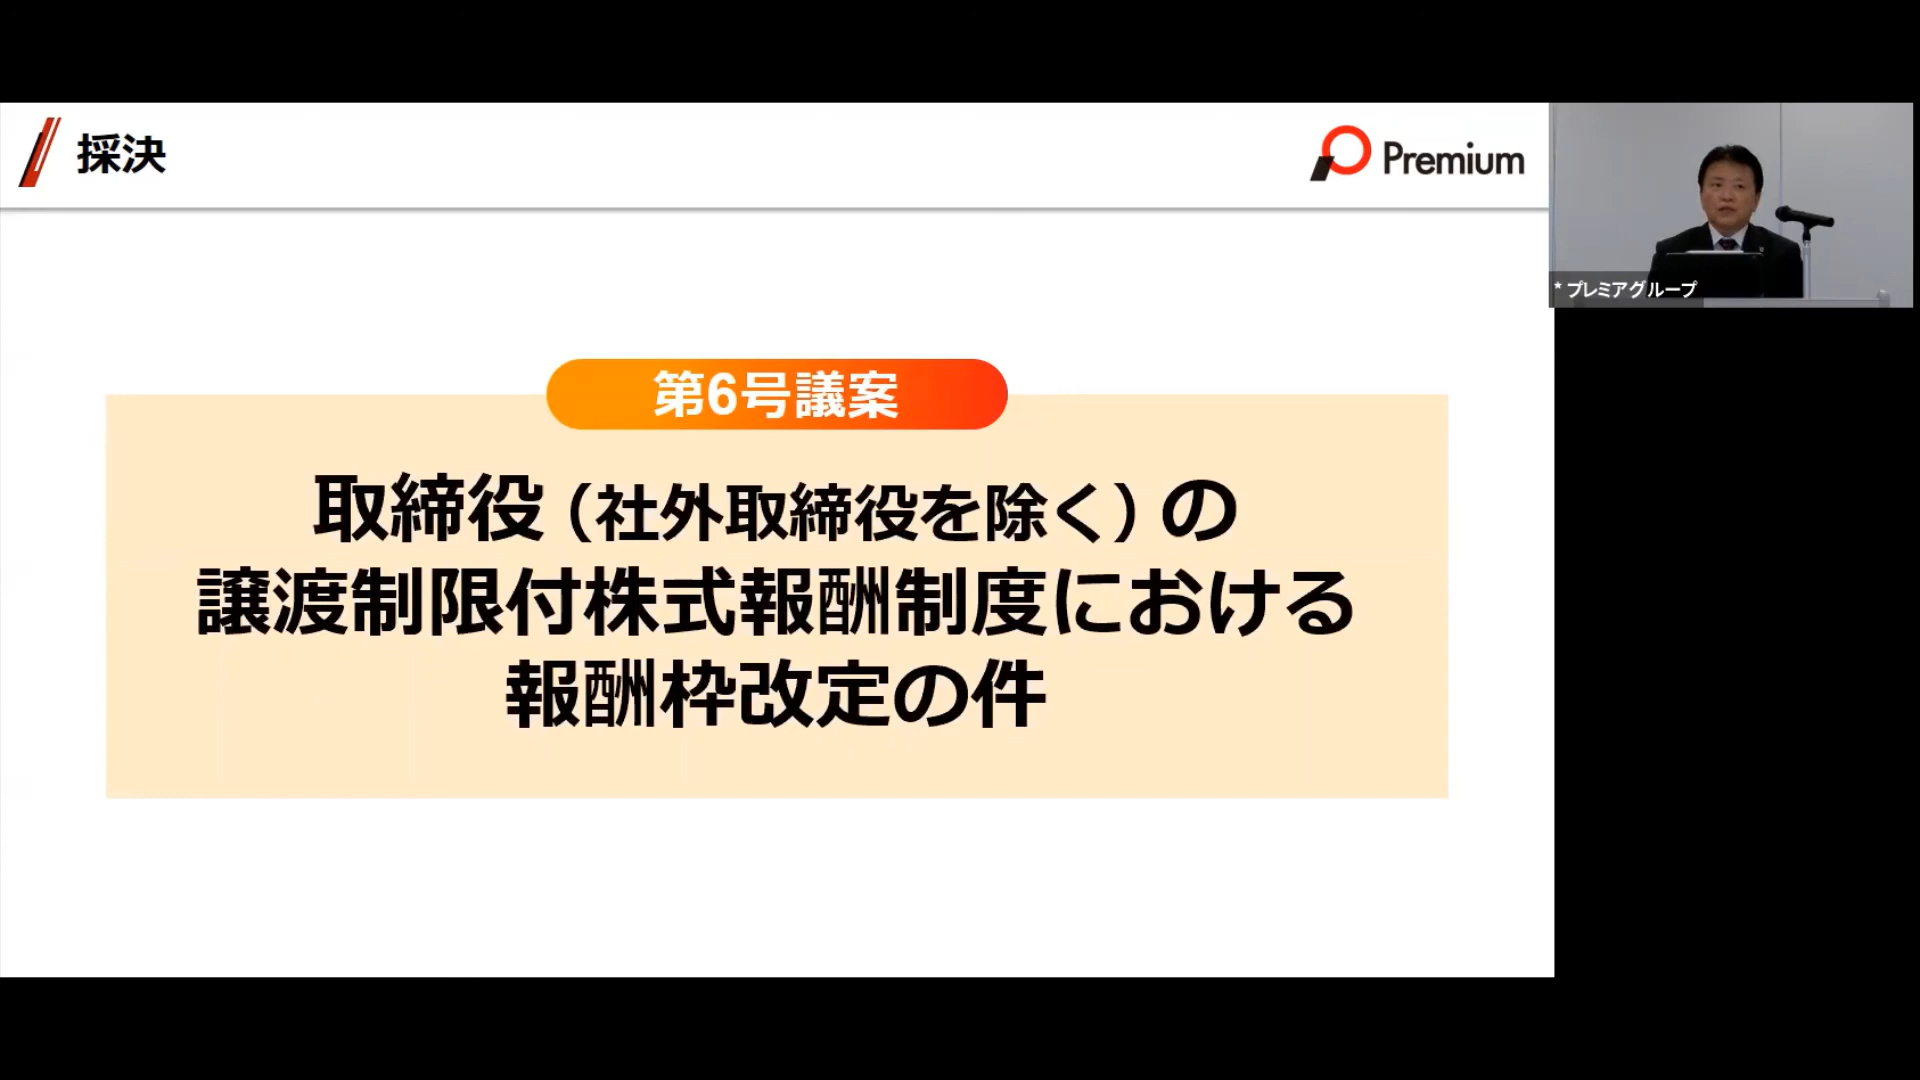 採決
Premium
* プレミアグループ
第6号議案
取締役（社外取締役を除く）の
譲渡制限付株式報酬制度における
報酬枠改定の件